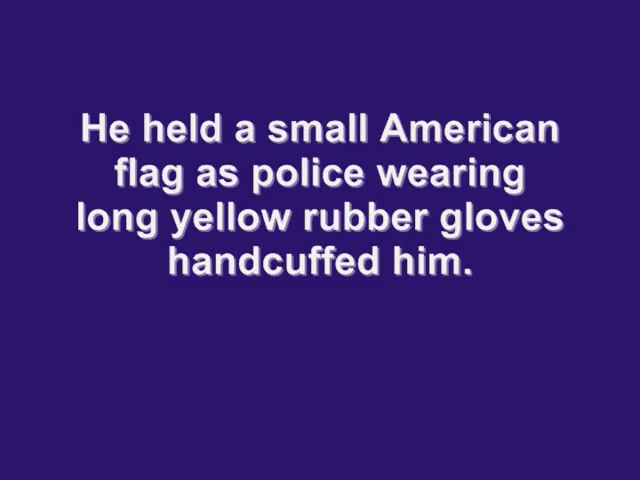 He held a small American
flag as police wearing
long yellow rubber gloves
handcuffed him.